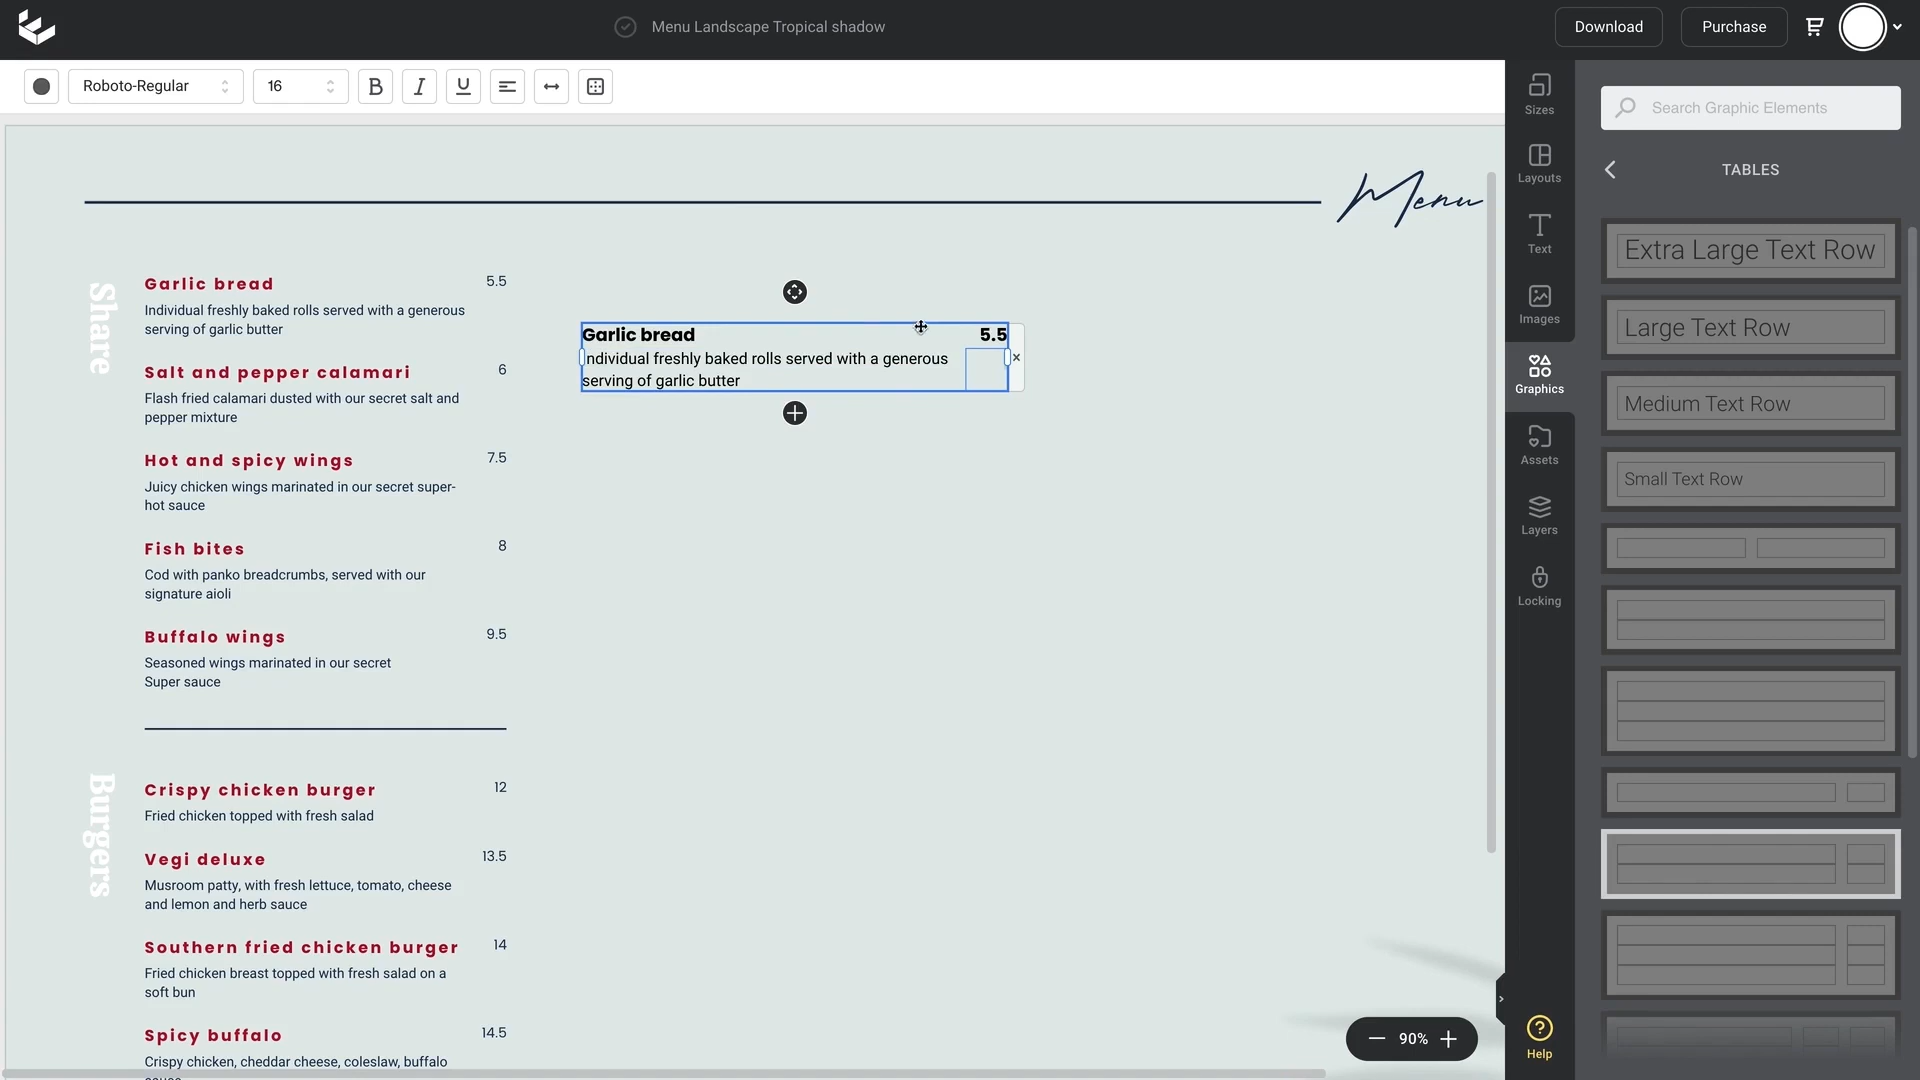 Menu Landscape Tropical shadow
Download
Purchase
Roboto-Regular
16
B
I
U
Menu
Share
Garlic bread 5.5
Individual freshly baked rolls served with a generous
serving of garlic butter
Salt and pepper calamari 6
Flash fried calamari dusted with our secret salt and
pepper mixture
Hot and spicy wings 7.5
Juicy chicken wings marinated in our secret super-
hot sauce
Fish bites 8
Cod with panko breadcrumbs, served with our
signature aioli
Buffalo wings 9.5
Seasoned wings marinated in our secret
Super sauce
Burgers
Crispy chicken burger 12
Fried chicken topped with fresh salad
Vegi deluxe 13.5
Musroom patty, with fresh lettuce, tomato, cheese
and lemon and herb sauce
Southern fried chicken burger 14
Fried chicken breast topped with fresh salad on a
soft bun
Spicy buffalo 14.5
Crispy chicken, cheddar cheese, coleslaw, buffalo
Garlic bread 5.5
Individual freshly baked rolls served with a generous
serving of garlic butter
90%
Sizes
Layouts
Text
Images
Graphics
Assets
Layers
Locking
Help
Search Graphic Elements
TABLES
Extra Large Text Row
Large Text Row
Medium Text Row
Small Text Row